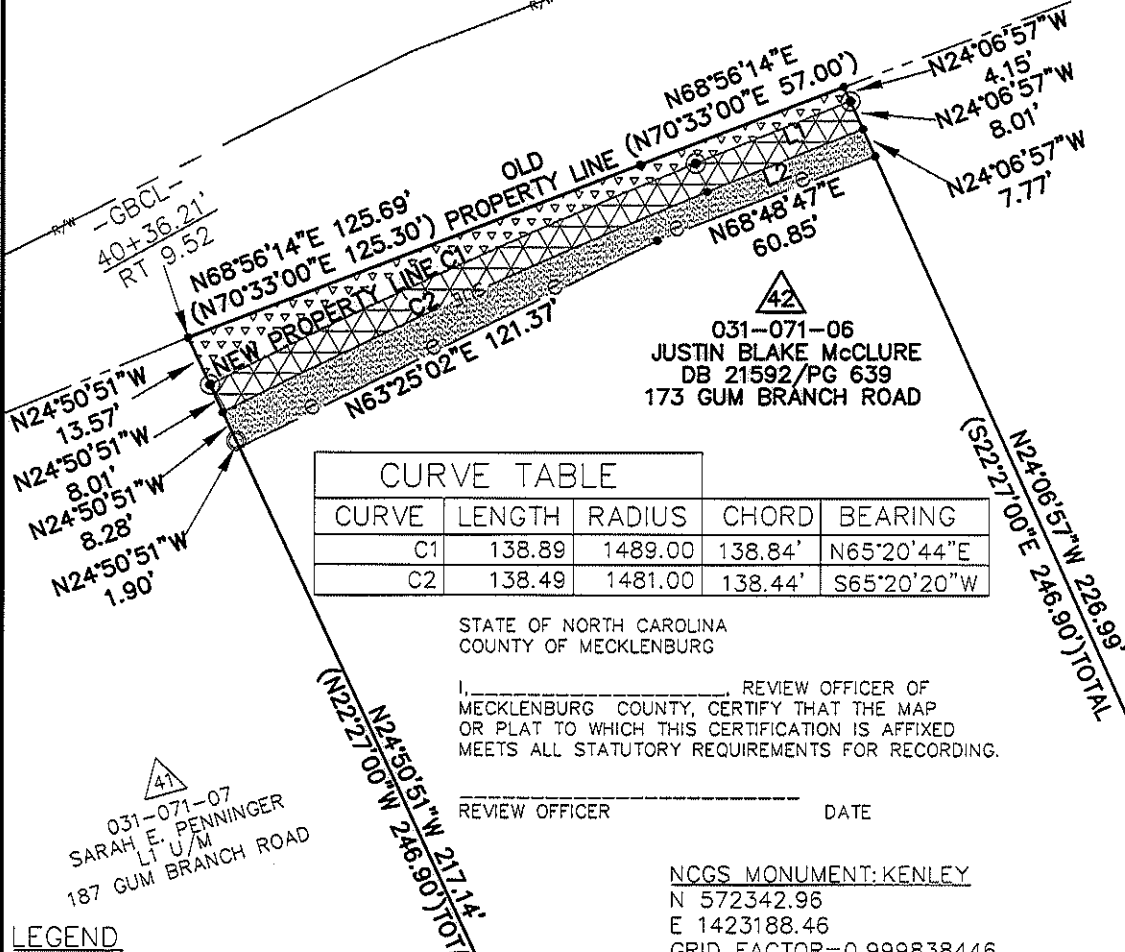 R/W
R/W
-GBCL-
40+36.21'
RT 9.52
N68°56'14"E 125.69'
(N70°33'00"E 125.30')
OLD
PROPERTY LINE
N68°56'14"E
(N70°33'00"E 57.00')
N24°06'57"W
4.15'
N24°06'57"W
8.01'
N24°06'57"W
7.77'
L1
L2
NEW PROPERTY LINE C1
C2
N68°48'47"E
60.85'
N63°25'02"E 121.37'
N24°50'51"W
13.57'
N24°50'51"W
8.01'
N24°50'51"W
8.28'
N24°50'51"W
1.90'
42
031-071-06
JUSTIN BLAKE McCLURE
DB 21592/PG 639
173 GUM BRANCH ROAD
N24°06'57"W 226.99'
(S22°27'00"E 246.90')TOTAL
CURVE TABLE
CURVE LENGTH RADIUS CHORD BEARING
C1 138.89 1489.00 138.84' N65°20'44"E
C2 138.49 1481.00 138.44' S65°20'20"W
STATE OF NORTH CAROLINA
COUNTY OF MECKLENBURG
I,____________________, REVIEW OFFICER OF
MECKLENBURG COUNTY, CERTIFY THAT THE MAP
OR PLAT TO WHICH THIS CERTIFICATION IS AFFIXED
MEETS ALL STATUTORY REQUIREMENTS FOR RECORDING.
REVIEW OFFICER DATE
N24°50'51"W 217.14'
(N22°27'00"W 246.90')TOTA
41
031-071-07
SARAH E. PENNINGER
L1 U/M
187 GUM BRANCH ROAD
NCGS MONUMENT: KENLEY
N 572342.96
E 1423188.46
GRID FACTOR=0.999838446
LEGEND